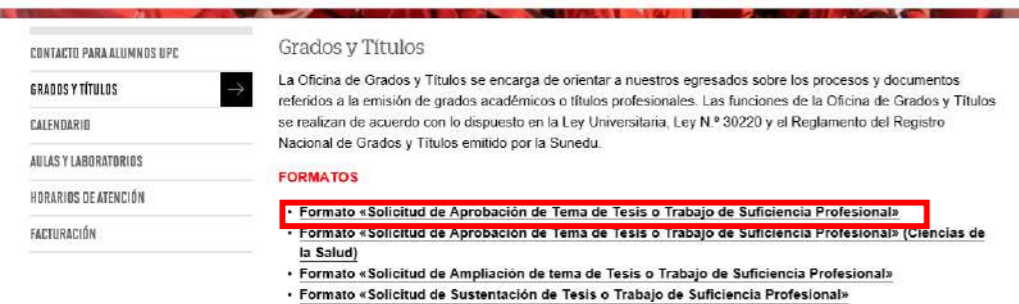 CONTACTO PARA ALUMNOS UPC
GRADOS Y TÍTULOS
CALENDARIO
AULAS Y LABORATORIOS
HORARIOS DE ATENCIÓN
FACTURACIÓN
Grados y Títulos
La Oficina de Grados y Títulos se encarga de orientar a nuestros egresados sobre los procesos y documentos
referidos a la emisión de grados académicos o títulos profesionales. Las funciones de la Oficina de Grados y Títulos
se realizan de acuerdo con lo dispuesto en la Ley Universitaria, Ley N.º 30220 y el Reglamento del Registro
Nacional de Grados y Títulos emitido por la Sunedu.
FORMATOS
• Formato «Solicitud de Aprobación de Tema de Tesis o Trabajo de Suficiencia Profesional»
• Formato «Solicitud de Aprobación de Tema de Tesis o Trabajo de Suficiencia Profesional» (Ciencias de
la Salud)
• Formato «Solicitud de Ampliación de tema de Tesis o Trabajo de Suficiencia Profesional»
• Formato «Solicitud de Sustentación de Tesis o Trabajo de Suficiencia Profesional»